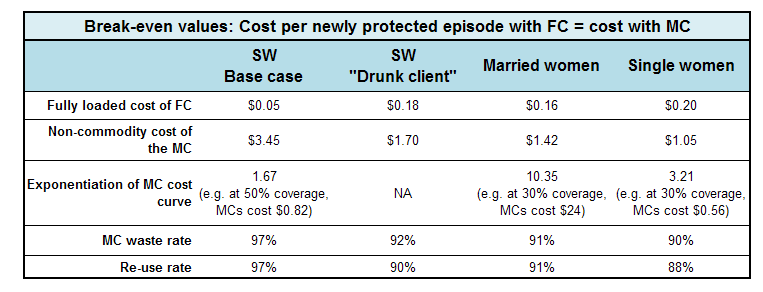 Break-even values: Cost per newly protected episode with FC = cost with MC
SW Base case
SW "Drunk client"
Married women
Single women
Fully loaded cost of FC $0.05 $0.18 $0.16 $0.20
Non-commodity cost of the MC $3.45 $1.70 $1.42 $1.05
Exponentiation of MC cost curve
1.67
(e.g. at 50% coverage,
MCs cost $0.82)
NA
10.35
(e.g. at 30% coverage,
MCs cost $24)
3.21
(e.g. at 30% coverage,
MCs cost $0.56)
MC waste rate 97% 92% 91% 90%
Re-use rate 97% 90% 91% 88%